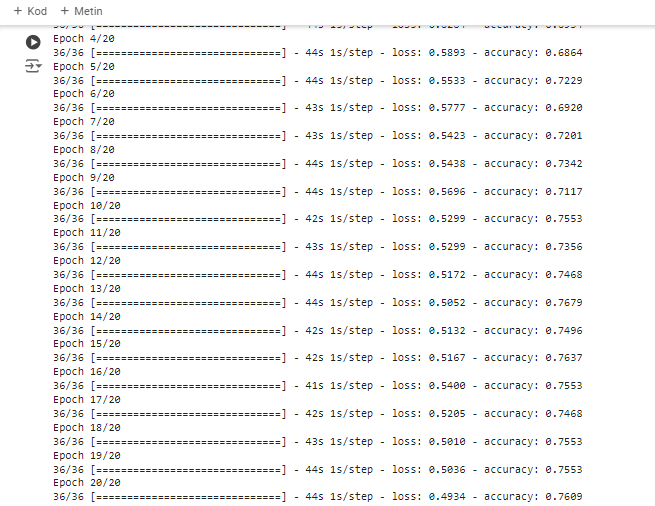 + Kod + Metin
Epoch 4/20
36/36 [==============================] - 44s 1s/step - loss: 0.5893 - accuracy: 0.6864
Epoch 5/20
36/36 [==============================] - 44s 1s/step - loss: 0.5533 - accuracy: 0.7229
Epoch 6/20
36/36 [==============================] - 43s 1s/step - loss: 0.5777 - accuracy: 0.6920
Epoch 7/20
36/36 [==============================] - 43s 1s/step - loss: 0.5423 - accuracy: 0.7201
Epoch 8/20
36/36 [==============================] - 44s 1s/step - loss: 0.5438 - accuracy: 0.7342
Epoch 9/20
36/36 [==============================] - 44s 1s/step - loss: 0.5696 - accuracy: 0.7117
Epoch 10/20
36/36 [==============================] - 42s 1s/step - loss: 0.5299 - accuracy: 0.7553
Epoch 11/20
36/36 [==============================] - 43s 1s/step - loss: 0.5299 - accuracy: 0.7356
Epoch 12/20
36/36 [==============================] - 44s 1s/step - loss: 0.5172 - accuracy: 0.7468
Epoch 13/20
36/36 [==============================] - 44s 1s/step - loss: 0.5052 - accuracy: 0.7679
Epoch 14/20
36/36 [==============================] - 42s 1s/step - loss: 0.5132 - accuracy: 0.7496
Epoch 15/20
36/36 [==============================] - 42s 1s/step - loss: 0.5167 - accuracy: 0.7637
Epoch 16/20
36/36 [==============================] - 41s 1s/step - loss: 0.5400 - accuracy: 0.7553
Epoch 17/20
36/36 [==============================] - 42s 1s/step - loss: 0.5205 - accuracy: 0.7468
Epoch 18/20
36/36 [==============================] - 43s 1s/step - loss: 0.5010 - accuracy: 0.7553
Epoch 19/20
36/36 [==============================] - 44s 1s/step - loss: 0.5036 - accuracy: 0.7553
Epoch 20/20
36/36 [==============================] - 44s 1s/step - loss: 0.4934 - accuracy: 0.7609